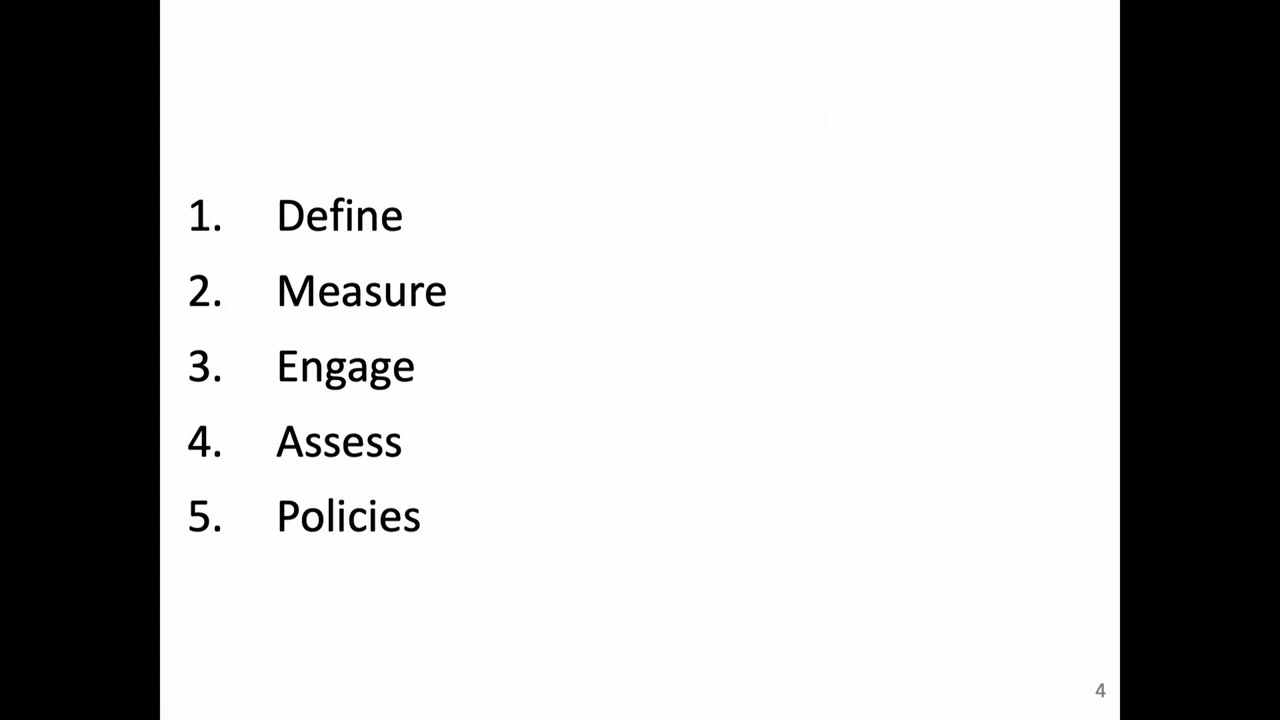 1. Define
2. Measure
3. Engage
4. Assess
5. Policies
4